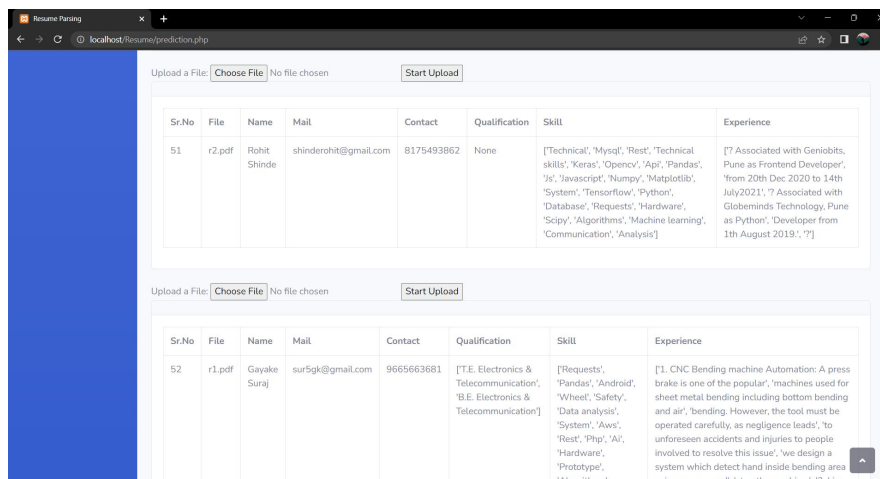 Resume Parsing
localhost/Resume/prediction.php
Upload a File: Choose File No file chosen Start Upload
Sr.No File Name Mail Contact Qualification Skill Experience
51 r2.pdf Rohit shinderohit@gmail.com 8175493862 None ['Technical', 'Mysql', 'Rest', 'Technical ['? Associated with Geniobits,
Shinde skills', 'Keras', 'Opencv', 'Api', 'Pandas', Pune as Frontend Developer',
'Js', 'Javascript', 'Numpy', 'Matplotlib', 'from 20th Dec 2020 to 14th
'System', 'Tensorflow', 'Python', July2021', '? Associated with
'Database', 'Requests', 'Hardware', Globeminds Technology, Pune
'Scipy', 'Algorithms', 'Machine learning', as Python', 'Developer from
'Communication', 'Analysis'] 1th August 2019.', '?']
Upload a File: Choose File No file chosen Start Upload
Sr.No File Name Mail Contact Qualification Skill Experience
52 r1.pdf Gayake sur5gk@gmail.com 9665663681 ['T.E. Electronics & ['Requests', ['1. CNC Bending machine Automation: A press
Suraj Telecommunication', 'Pandas', 'Android', brake is one of the popular', 'machines used for
'B.E. Electronics & 'Wheel', 'Safety', sheet metal bending including bottom bending
Telecommunication'] 'Data analysis', and air', 'bending. However, the tool must be
'System', 'Aws', operated carefully, as negligence leads', 'to
'Rest', 'Php', 'Ai', unforeseen accidents and injuries to people
'Hardware', involved to resolve this issue', 'we design a
'Prototype', system which detect hand inside bending area